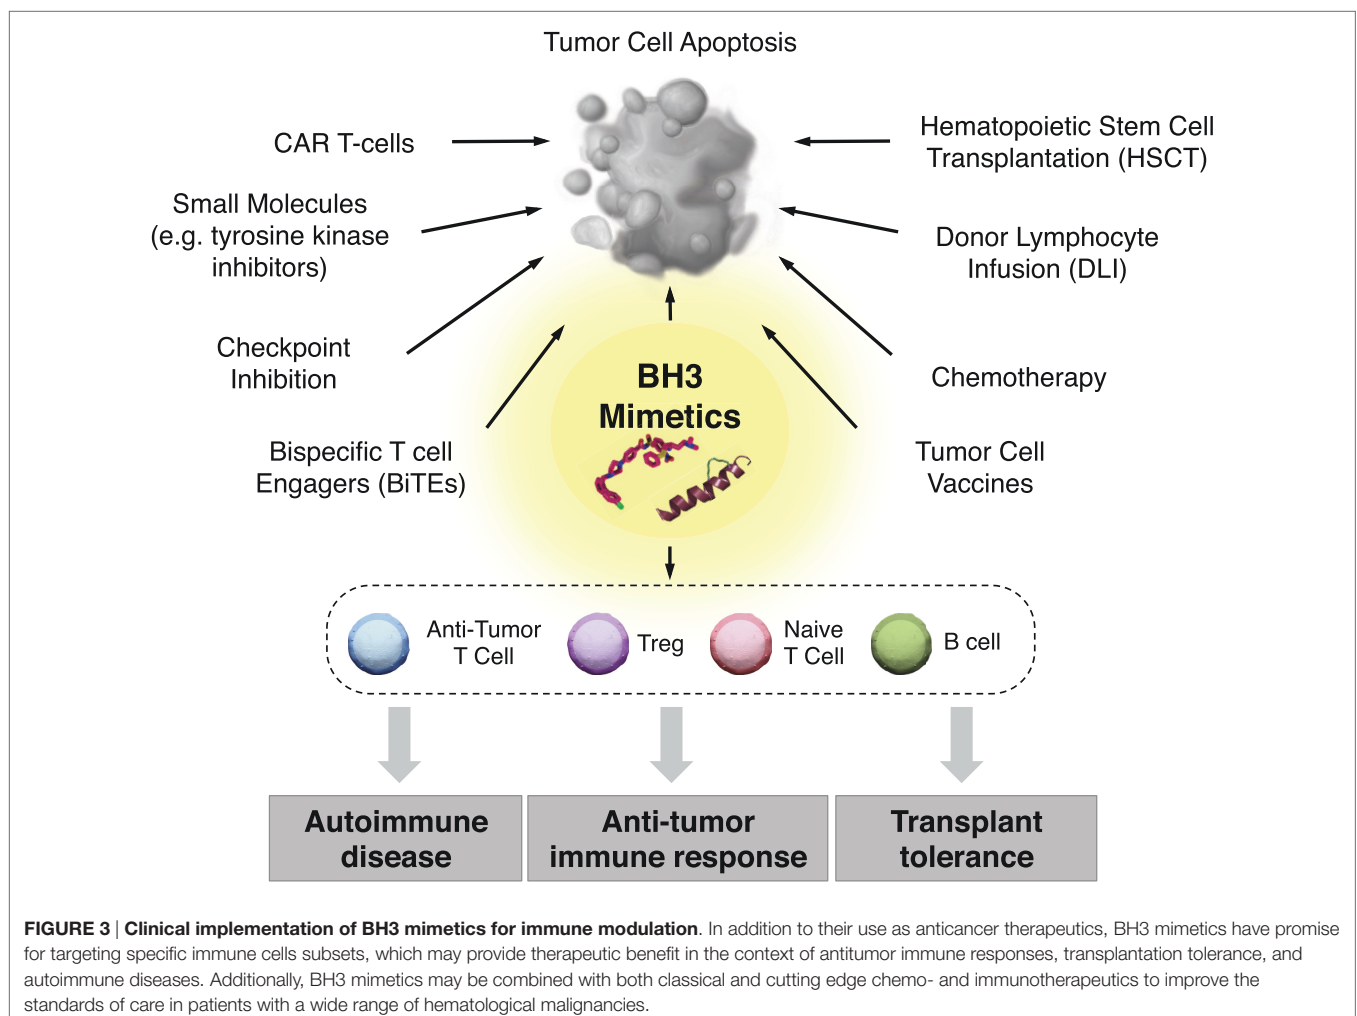 Tumor Cell Apoptosis
CAR T-cells
Small Molecules
(e.g. tyrosine kinase
inhibitors)
Checkpoint
Inhibition
Bispecific T cell
Engagers (BiTEs)
Hematopoietic Stem Cell
Transplantation (HSCT)
Donor Lymphocyte
Infusion (DLI)
Chemotherapy
Tumor Cell
Vaccines
BH3
Mimetics
Anti-Tumor
T Cell
Treg
Naive
T Cell
B cell
Autoimmune
disease
Anti-tumor
immune response
Transplant
tolerance
FIGURE 3 | Clinical implementation of BH3 mimetics for immune modulation. In addition to their use as anticancer therapeutics, BH3 mimetics have promise
for targeting specific immune cells subsets, which may provide therapeutic benefit in the context of antitumor immune responses, transplantation tolerance, and
autoimmune diseases. Additionally, BH3 mimetics may be combined with both classical and cutting edge chemo- and immunotherapeutics to improve the
standards of care in patients with a wide range of hematological malignancies.